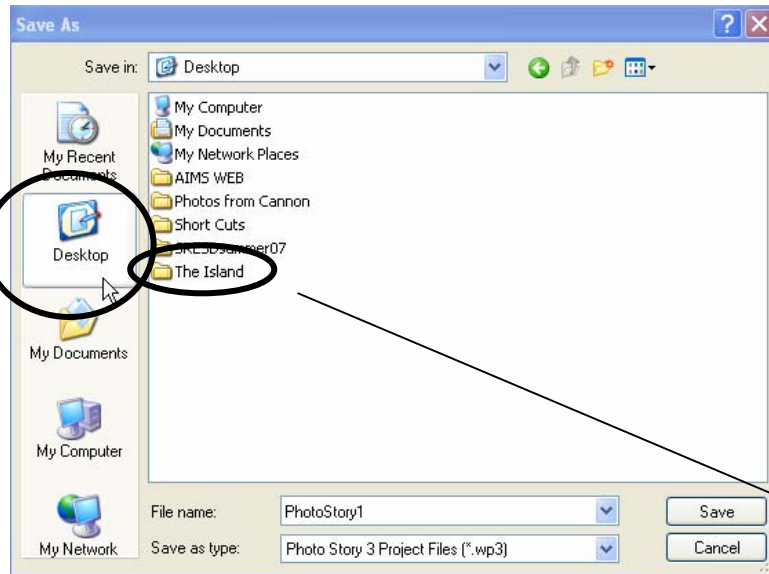 Save As
Save in:
Desktop
My Recent
Documents
Desktop
My Documents
My Computer
My Network
My Computer
My Documents
My Network Places
AIMS WEB
Photos from Cannon
Short Cuts
SRESDsummer07
The Island
File name:
PhotoStory1
Save
Save as type:
Photo Story 3 Project Files (*.wp3)
Cancel